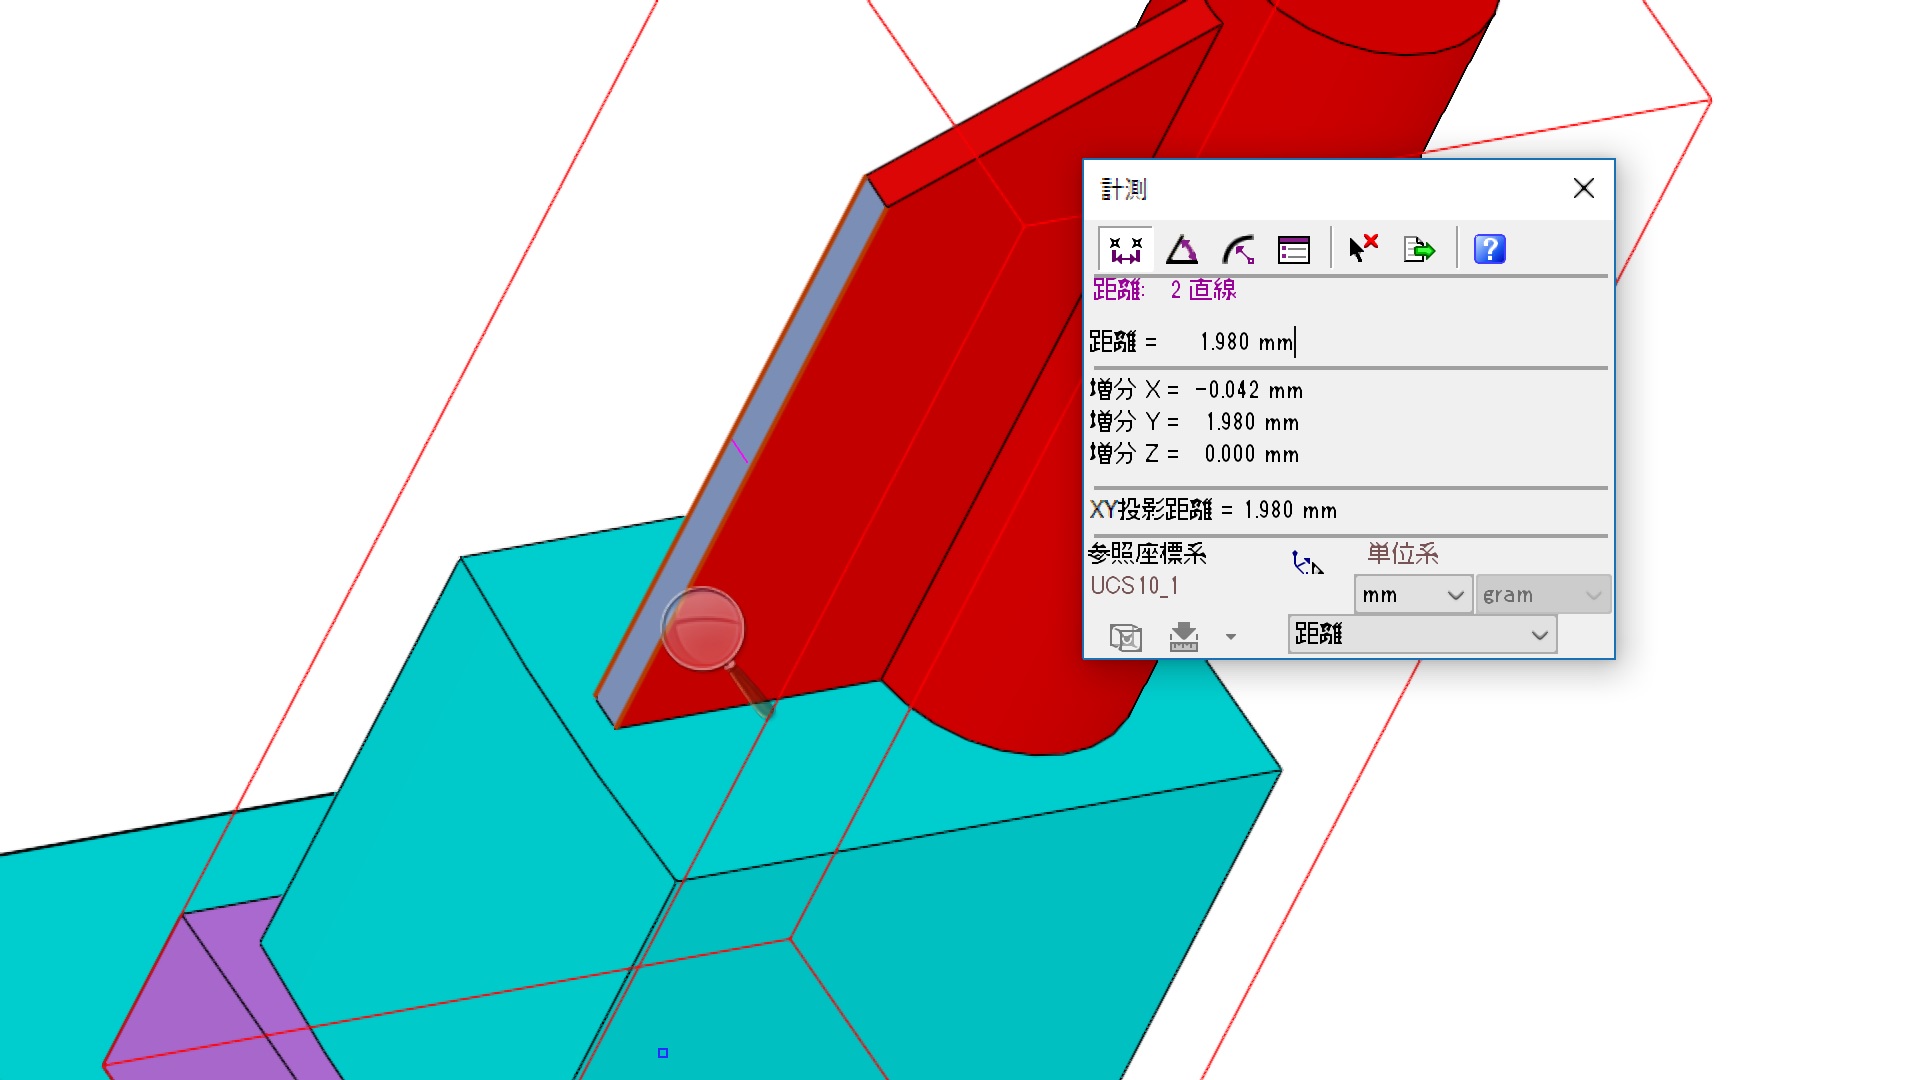 計測
距離: 2 直線
距離 = 1.980 mm
増分 X = -0.042 mm
増分 Y = 1.980 mm
増分 Z = 0.000 mm
XY投影距離 = 1.980 mm
参照座標系 単位系
UCS10_1
mm gram
距離